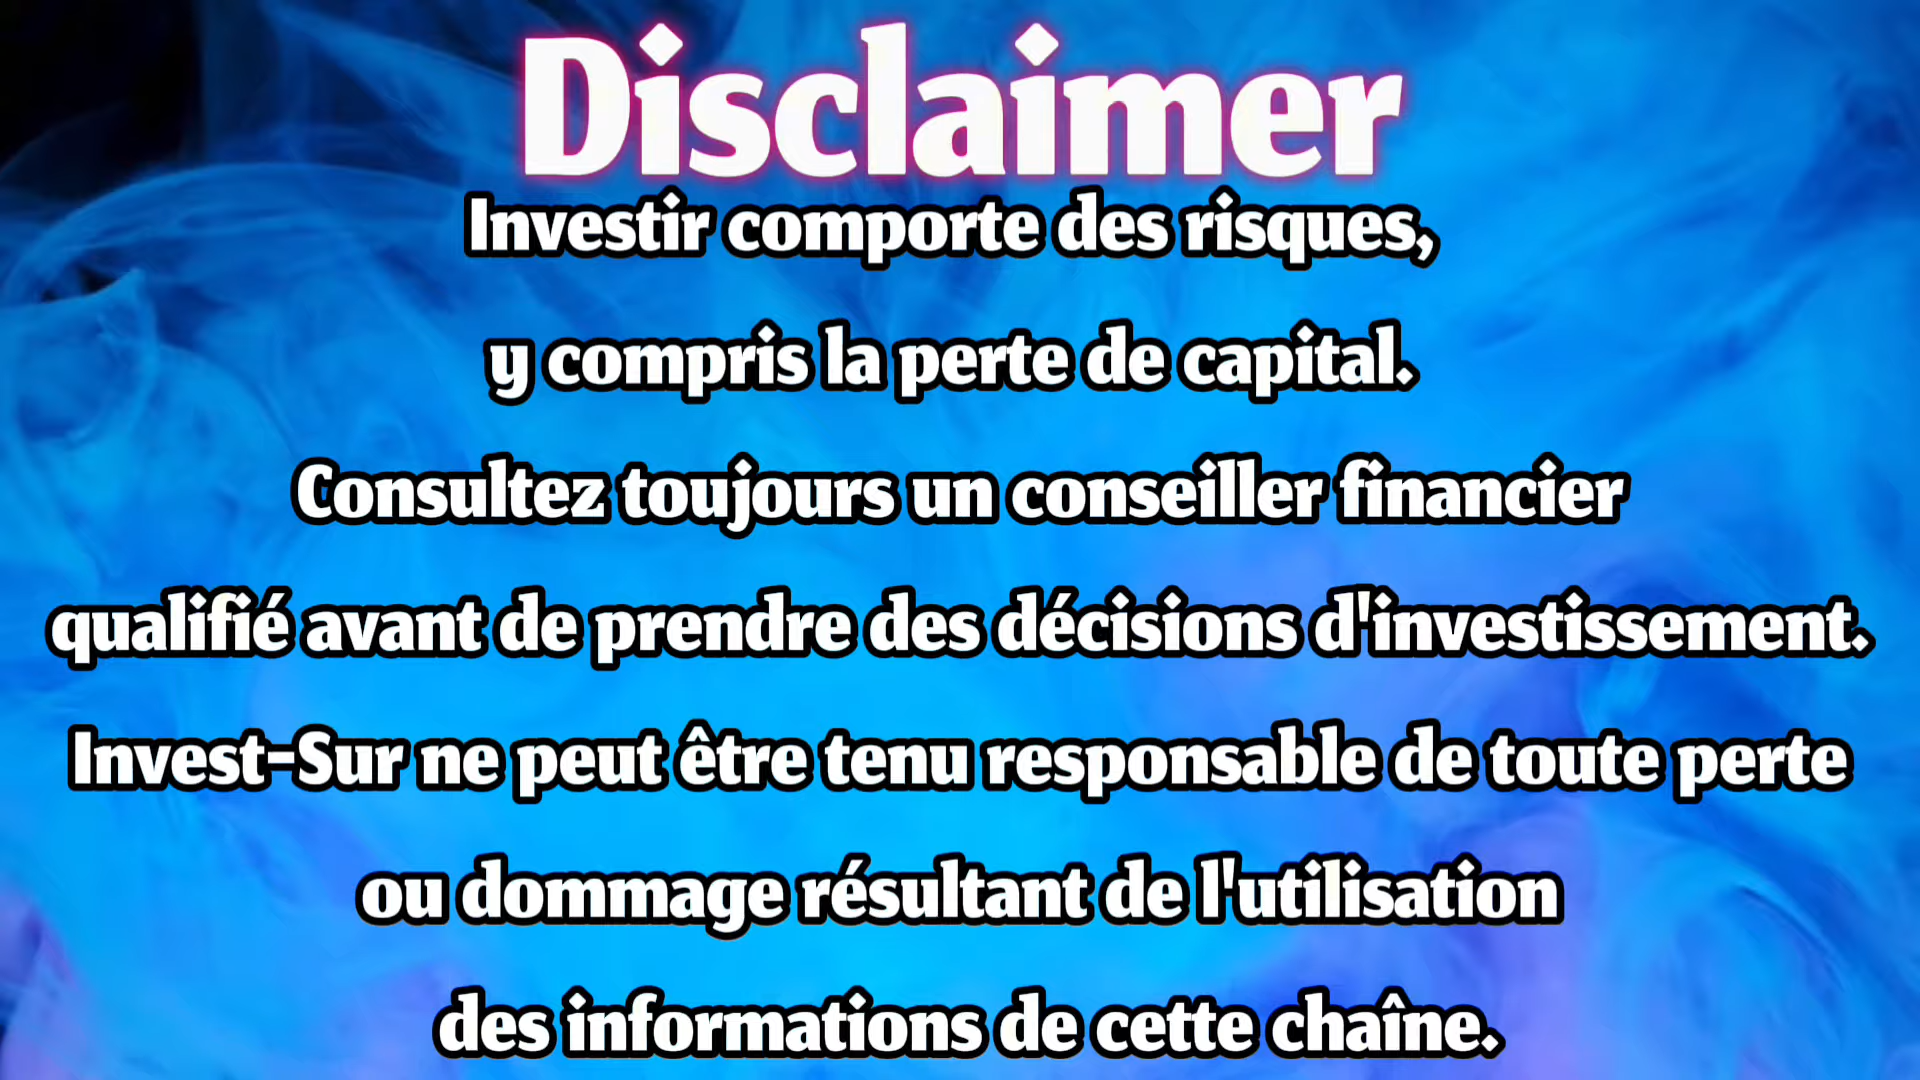 Disclaimer
Investir comporte des risques,
y compris la perte de capital.
Consultez toujours un conseiller financier
qualifié avant de prendre des décisions d'investissement.
Invest-Sur ne peut être tenu responsable de toute perte
ou dommage résultant de l'utilisation
des informations de cette chaîne.